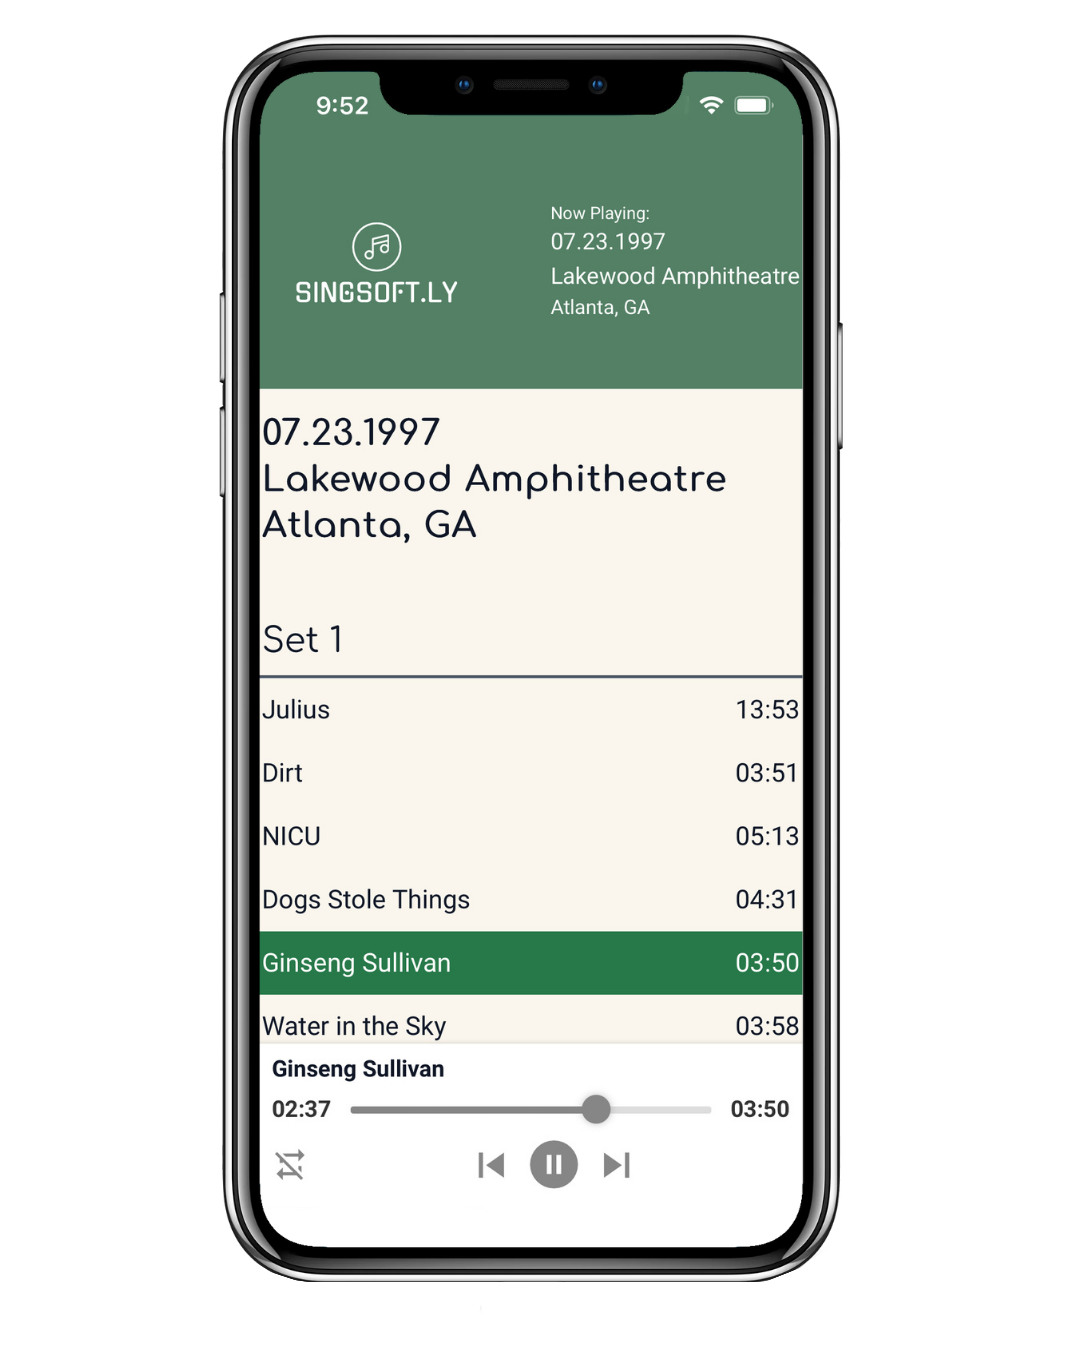 9:52
SINGSOFT.LY
Now Playing:
07.23.1997
Lakewood Amphitheatre
Atlanta, GA
07.23.1997
Lakewood Amphitheatre
Atlanta, GA
Set 1
Julius 13:53
Dirt 03:51
NICU 05:13
Dogs Stole Things 04:31
Ginseng Sullivan 03:50
Water in the Sky 03:58
Ginseng Sullivan
02:37 03:50